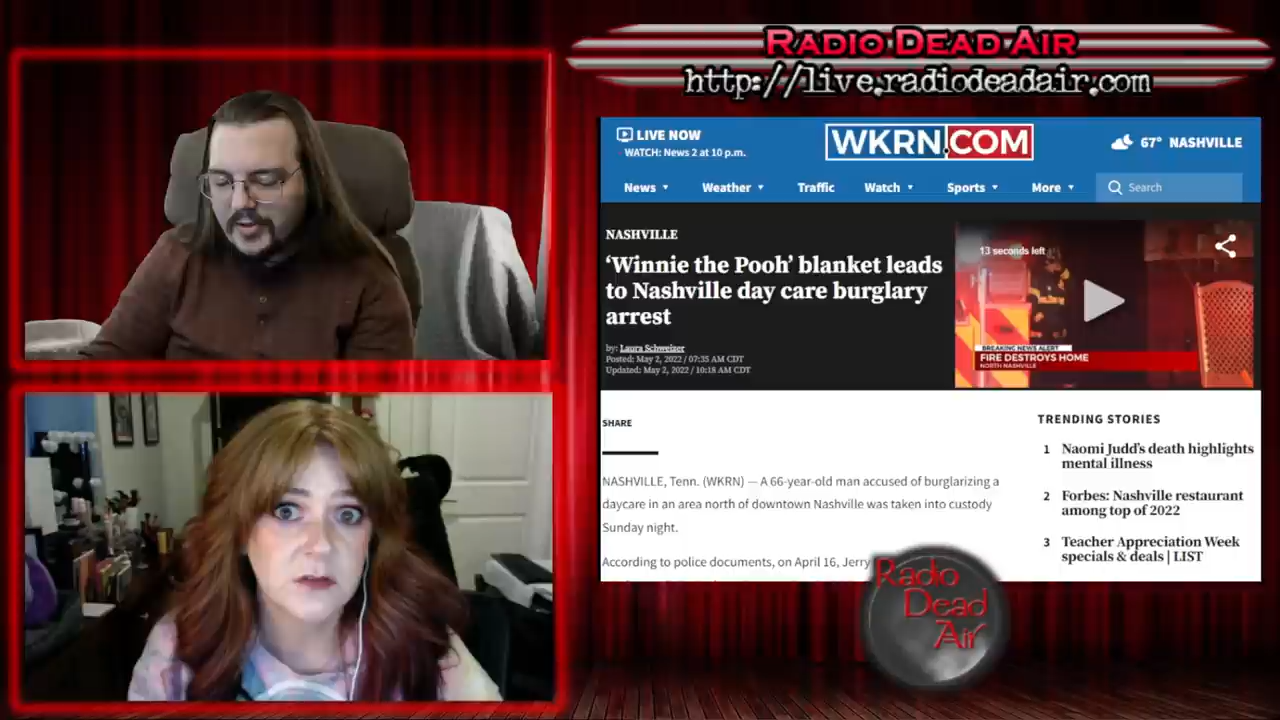 RADIO DEAD AIR
http://live.radiodeadair.com
LIVE NOW
WATCH: News 2 at 10 p.m.
WKRN.COM
67° NASHVILLE
News
Weather
Traffic
Watch
Sports
More
Search
NASHVILLE
‘Winnie the Pooh’ blanket leads
to Nashville day care burglary
arrest
by: Laura Schweizer
Posted: May 2, 2022 / 07:35 AM CDT
Updated: May 2, 2022 / 10:18 AM CDT
13 seconds left
BREAKING NEWS ALERT
FIRE DESTROYS HOME
NORTH NASHVILLE
SHARE
NASHVILLE, Tenn. (WKRN) — A 66-year-old man accused of burglarizing a
daycare in an area north of downtown Nashville was taken into custody
Sunday night.
According to police documents, on April 16, Jerry
TRENDING STORIES
1 Naomi Judd's death highlights
mental illness
2 Forbes: Nashville restaurant
among top of 2022
3 Teacher Appreciation Week
specials & deals | LIST
Radio
Dead
Air